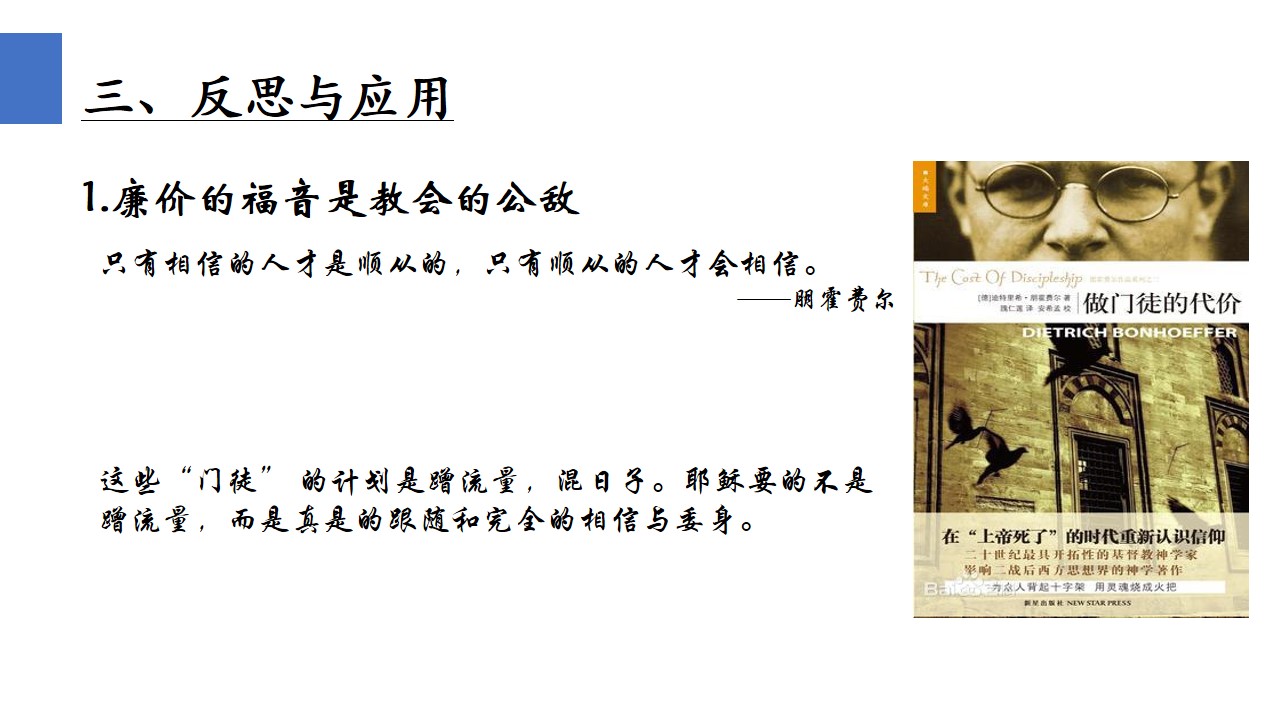 三、反思与应用
1.廉价的福音是教会的公敌
只有相信的人才是顺从的，只有顺从的人才会相信。
——朋霍费尔
这些“门徒” 的计划是蹭流量，混日子。耶稣要的不是
蹭流量，而是真是的跟随和完全的相信与委身。
The Cost Of Discipleship
[德]迪特里希·朋霍费尔 著
隗仁莲 译 安希孟 校
做门徒的代价
DIETRICH BONHOEFFER
在“上帝死了”的时代重新认识信仰
二十世纪最具开拓性的基督教神学家
影响二战后西方思想界的神学著作
为众人背起十字架 用灵魂烧成火把
新星出版社 NEW STAR PRESS